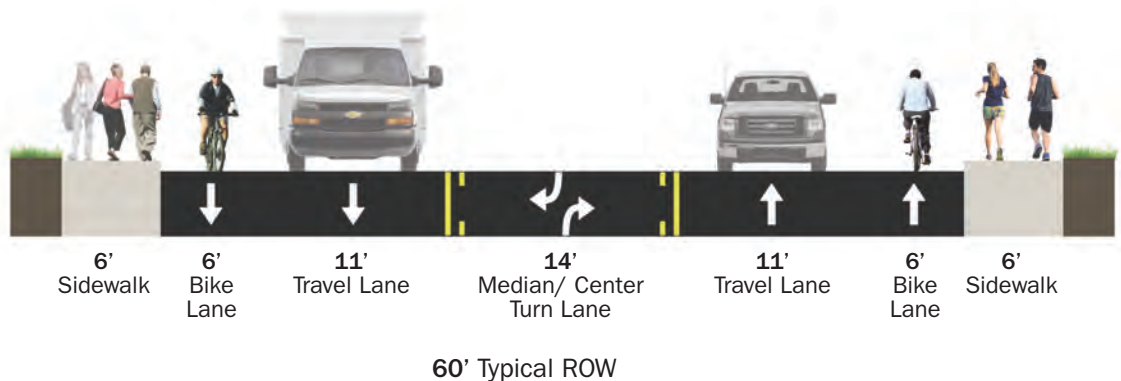 6’
Sidewalk
6’
Bike
Lane
11’
Travel Lane
14’
Median/ Center
Turn Lane
11’
Travel Lane
6’
Bike
Lane
6’
Sidewalk
60’ Typical ROW